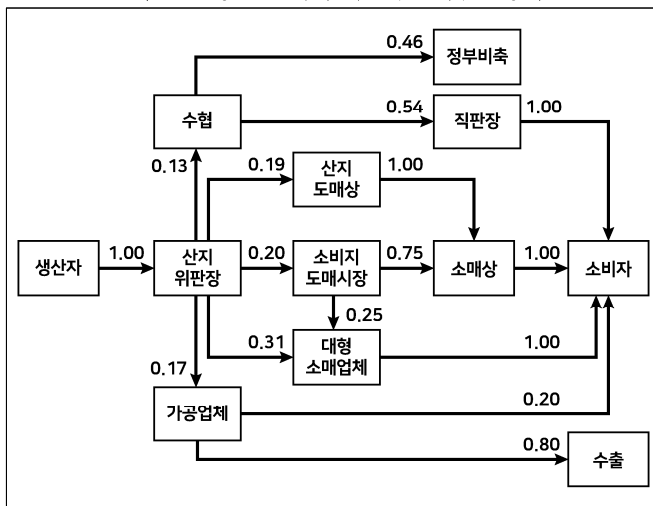 0.46
정부비축
수협
0.54
직판장
1.00
0.13
0.19
산지
도매상
1.00
생산자
1.00
산지
위판장
0.20
소비지
도매시장
0.75
소매상
1.00
소비자
0.25
0.31
대형
소매업체
1.00
0.17
가공업체
0.20
0.80
수출